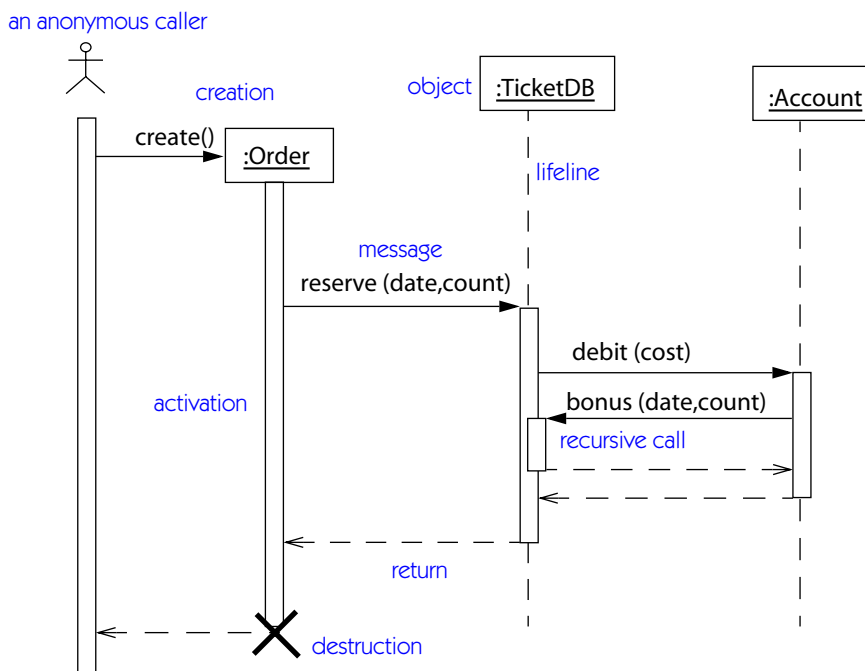 an anonymous caller
creation
object
:TicketDB
:Account
create()
:Order
lifeline
message
reserve (date,count)
debit (cost)
activation
bonus (date,count)
recursive call
return
destruction